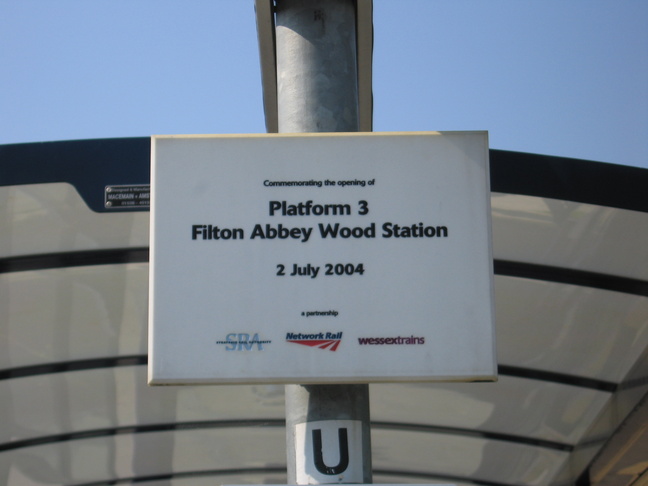 Commemorating the opening of
Platform 3
Filton Abbey Wood Station
2 July 2004
a partnership
SRA
Network Rail
wessextrains
U